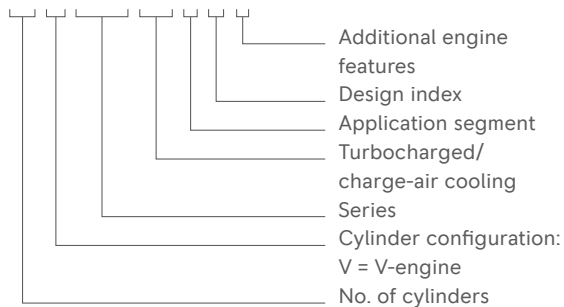 Additional engine
features
Design index
Application segment
Turbocharged/
charge-air cooling
Series
Cylinder configuration:
V = V-engine
No. of cylinders